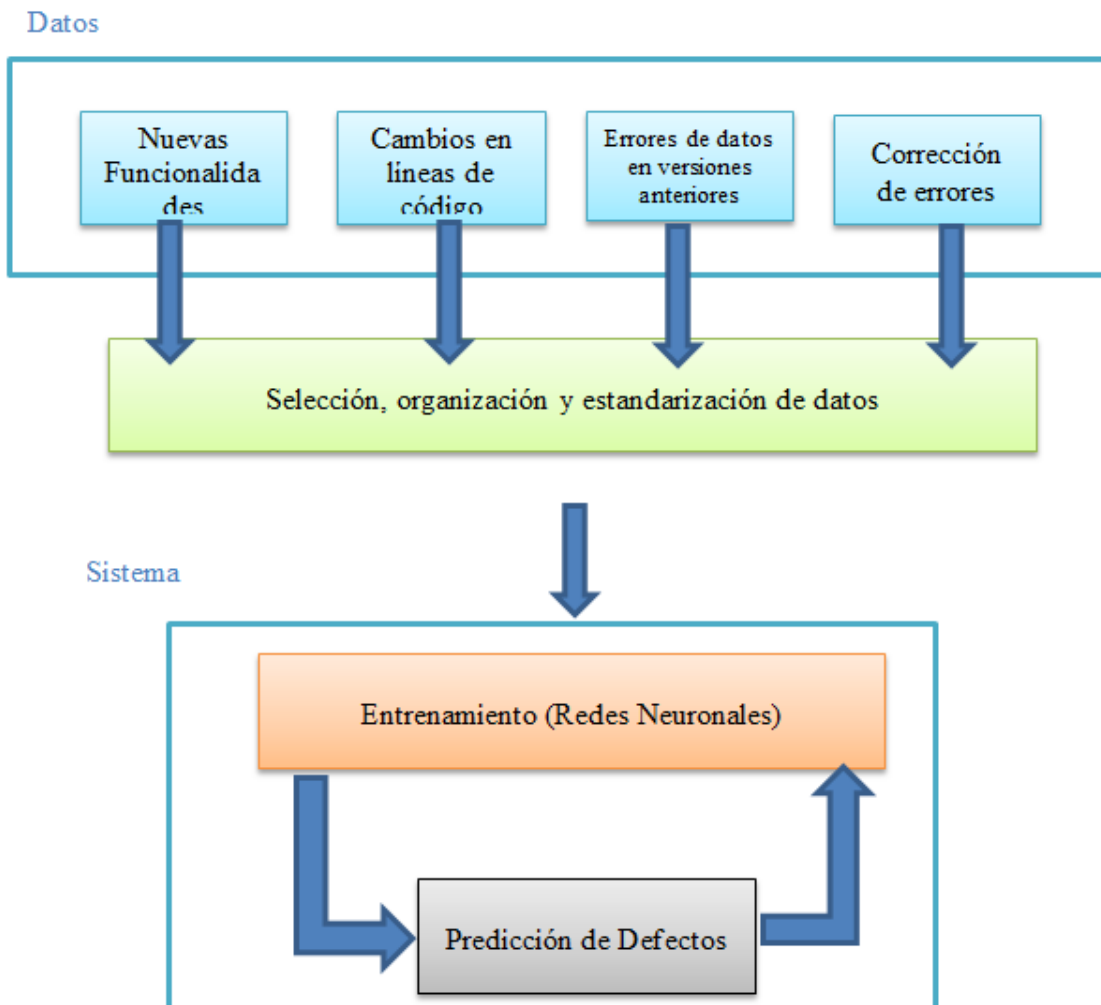 Datos
Nuevas
Funcionalida
des
Cambios en
líneas de
código
Errores de datos
en versiones
anteriores
Corrección
de errores
Selección, organización y estandarización de datos
Sistema
Entrenamiento (Redes Neuronales)
Predicción de Defectos